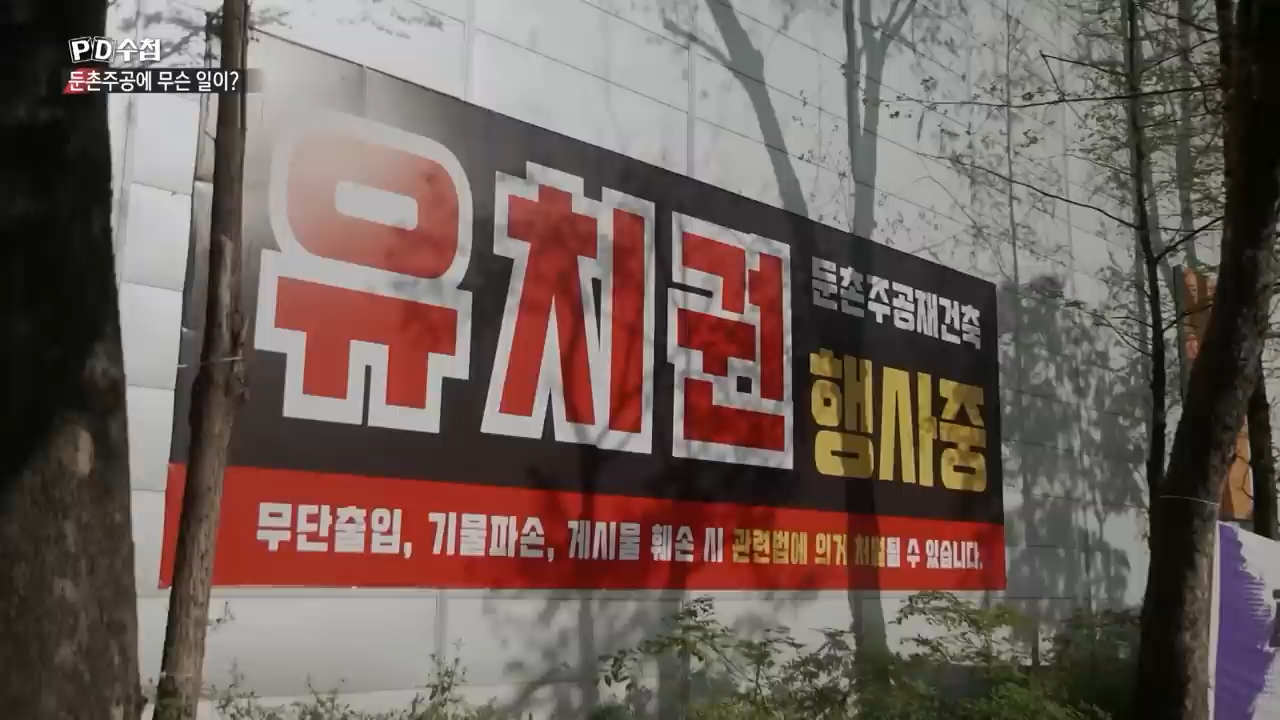 PD수첩
둔촌주공에 무슨 일이?
유치권
둔촌주공재건축
행사중
무단출입, 기물파손, 게시물 훼손 시 관련법에 의거 처벌될 수 있습니다.